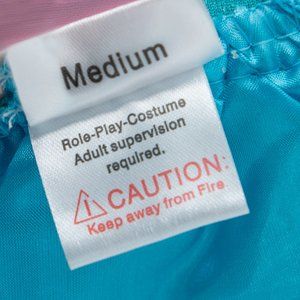 Medium
Role-Play-Costume
Adult supervision
required.
CAUTION:
Keep away from Fire